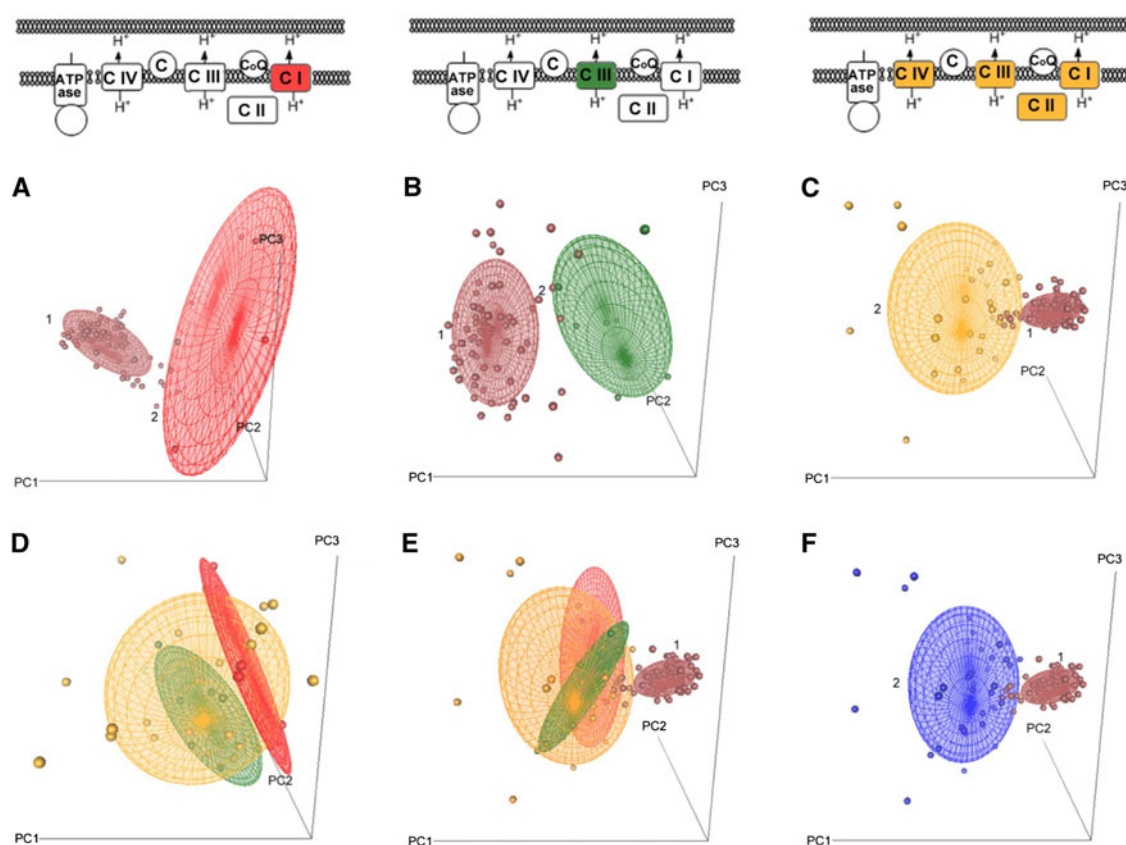 H⁺ H⁺ H⁺
ATP ase C IV C C III CoQ C I
H⁺ H⁺ C II H⁺
H⁺ H⁺ H⁺
ATP ase C IV C C III CoQ C I
H⁺ H⁺ C II H⁺
H⁺ H⁺ H⁺
ATP ase C IV C C III CoQ C I
H⁺ H⁺ C II H⁺
A
PC3
1
2
PC2
PC1
B
PC3
2
1
PC2
PC1
C
PC3
2
1
PC2
PC1
D
PC3
PC2
PC1
E
PC3
1
PC2
PC1
F
PC3
1
2
PC2
PC1